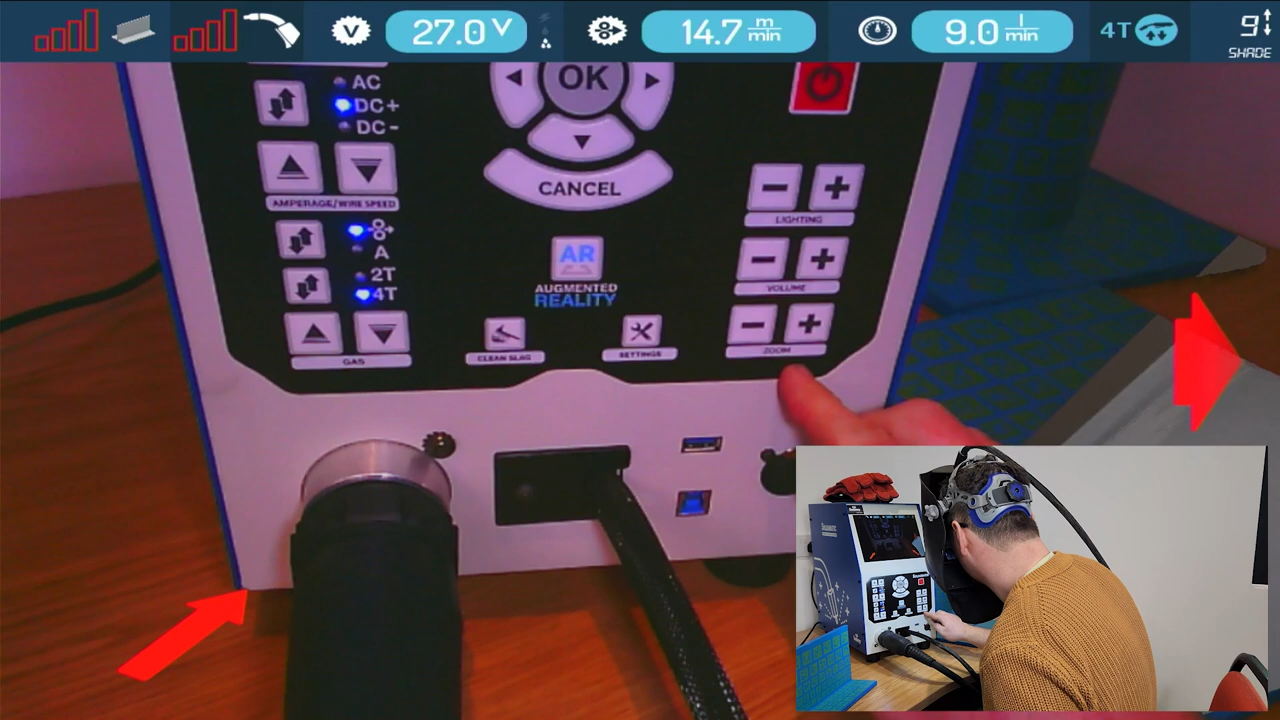 27.0 V
14.7 m/min
9.0 l/min
4T
9
SHADE
AC
DC+
DC-
OK
CANCEL
AMPERAGE/WIRE SPEED
A
2T
4T
GAS
AR
AUGMENTED
REALITY
CLEAN SLAG
SETTINGS
LIGHTING
VOLUME
ZOOM